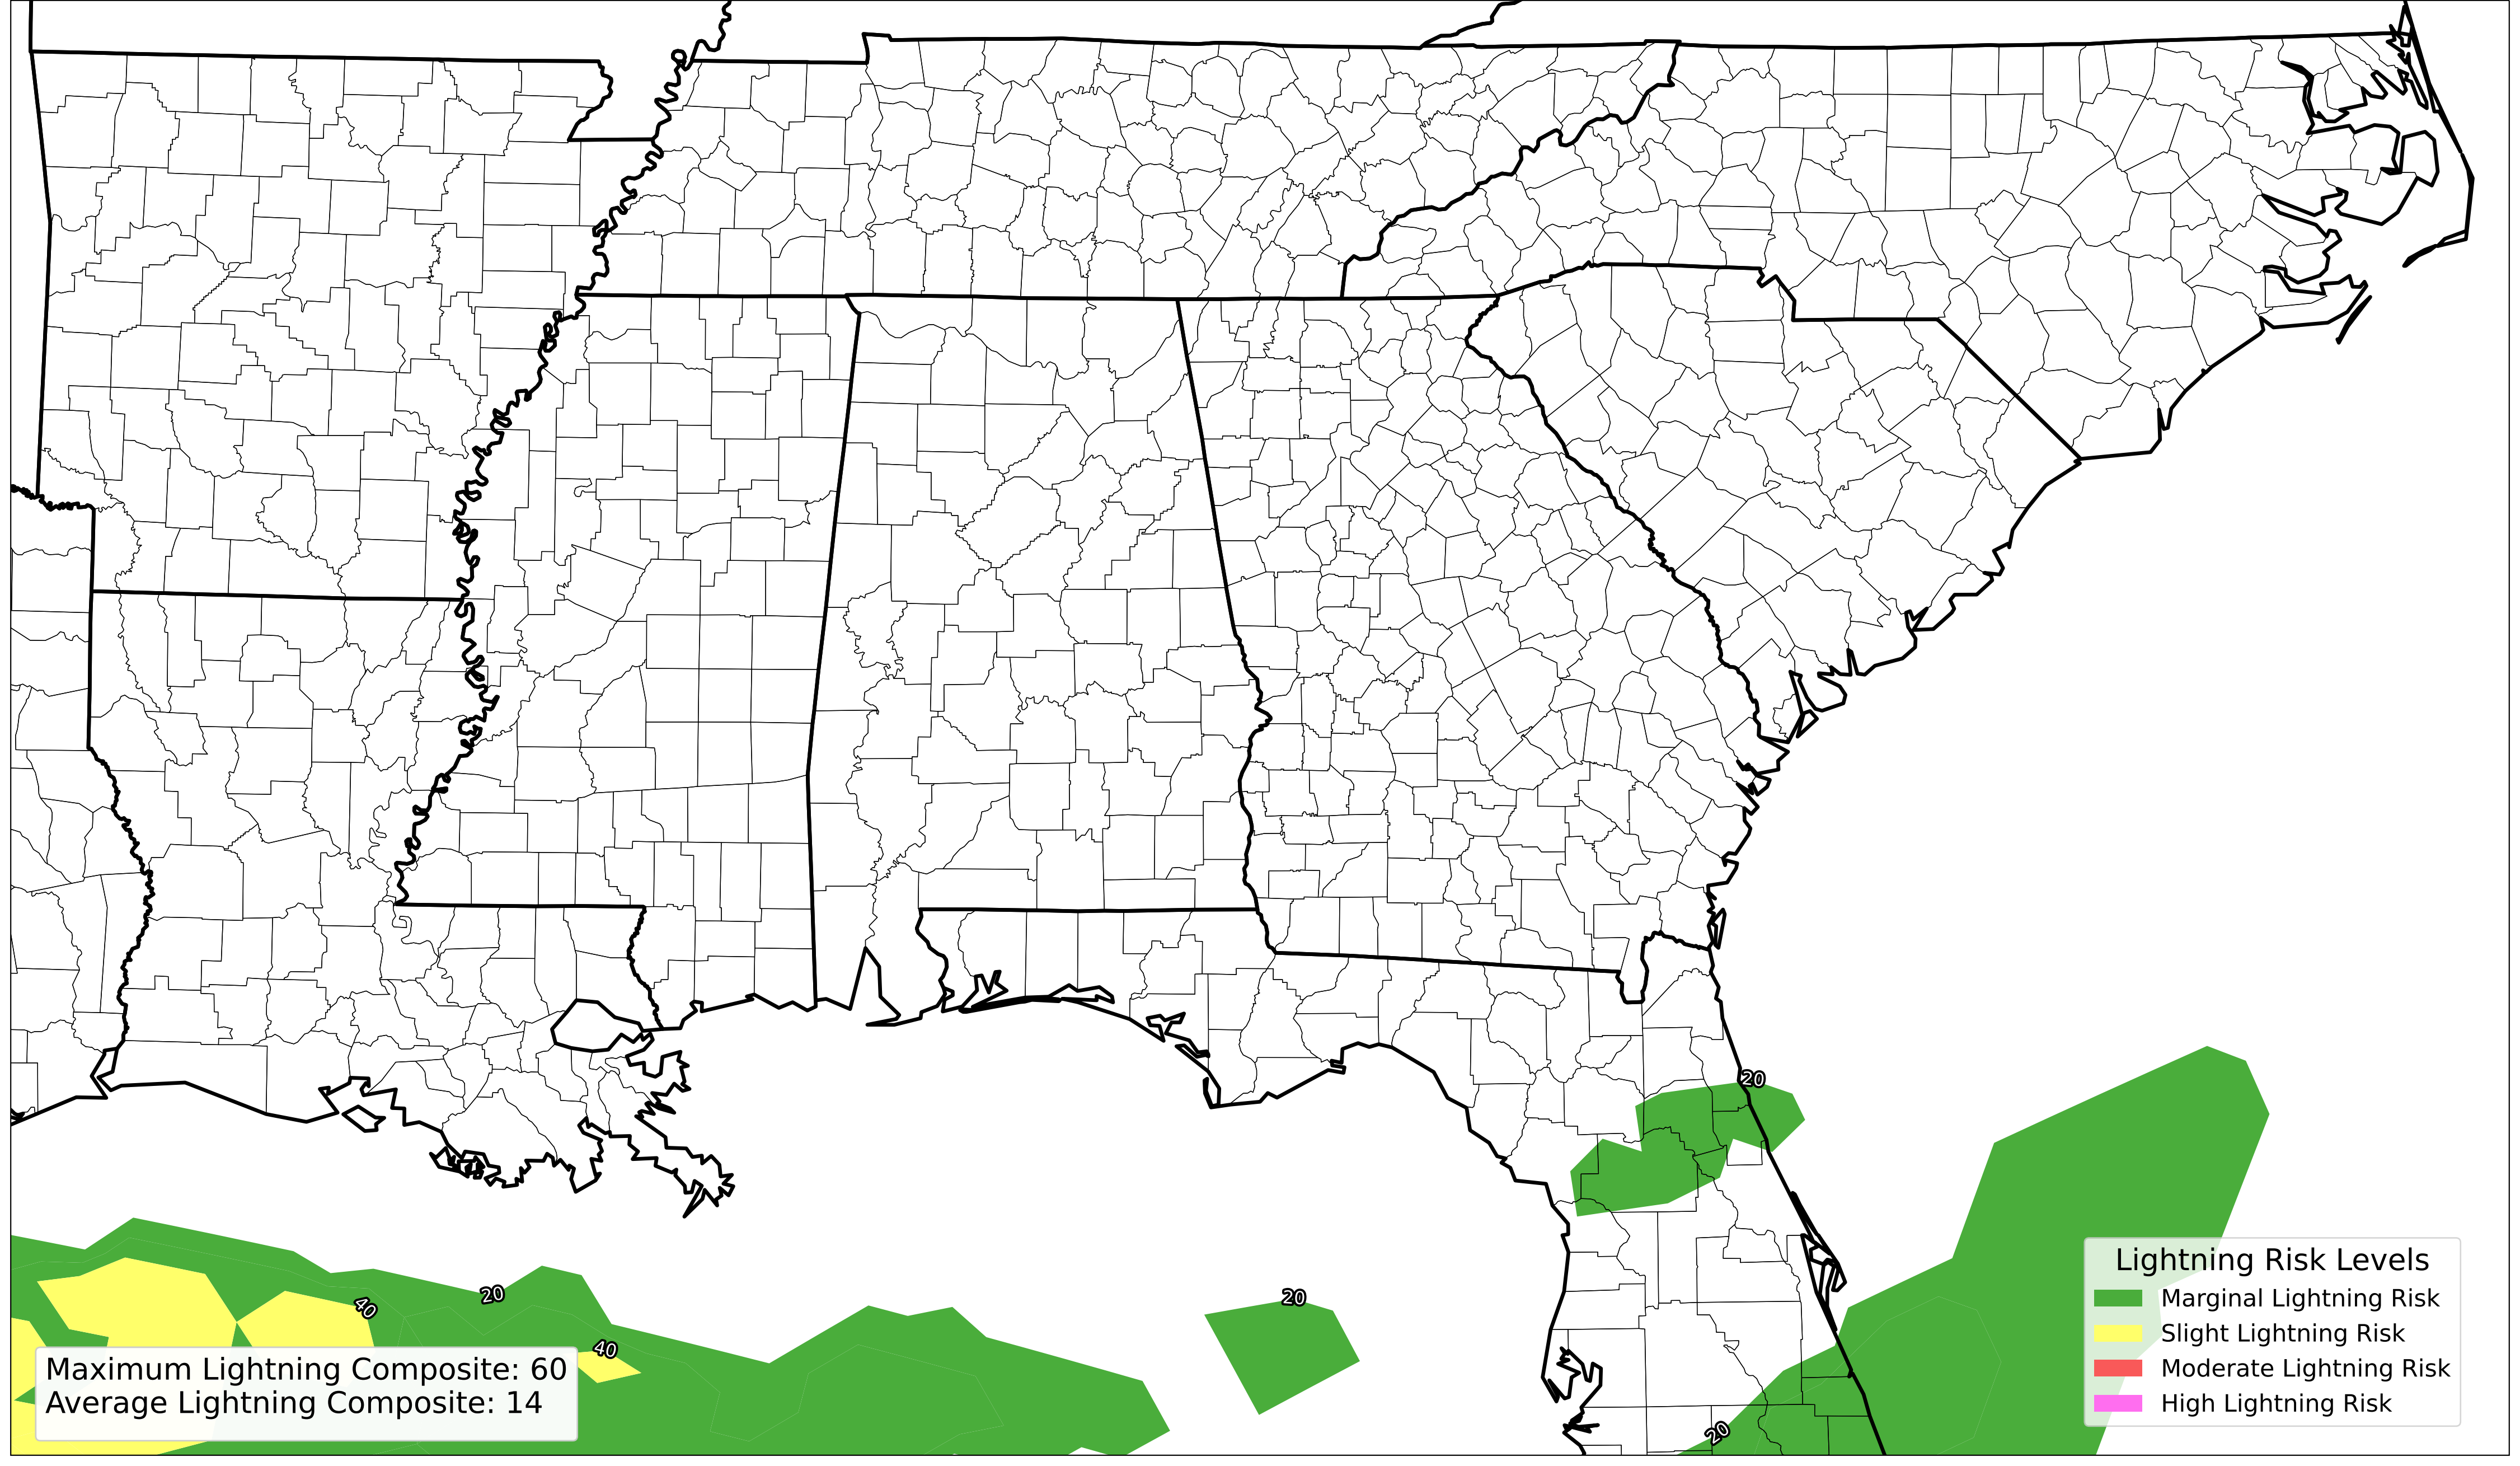 20
20
40
20
40
20
Maximum Lightning Composite: 60
Average Lightning Composite: 14
Lightning Risk Levels
Marginal Lightning Risk
Slight Lightning Risk
Moderate Lightning Risk
High Lightning Risk